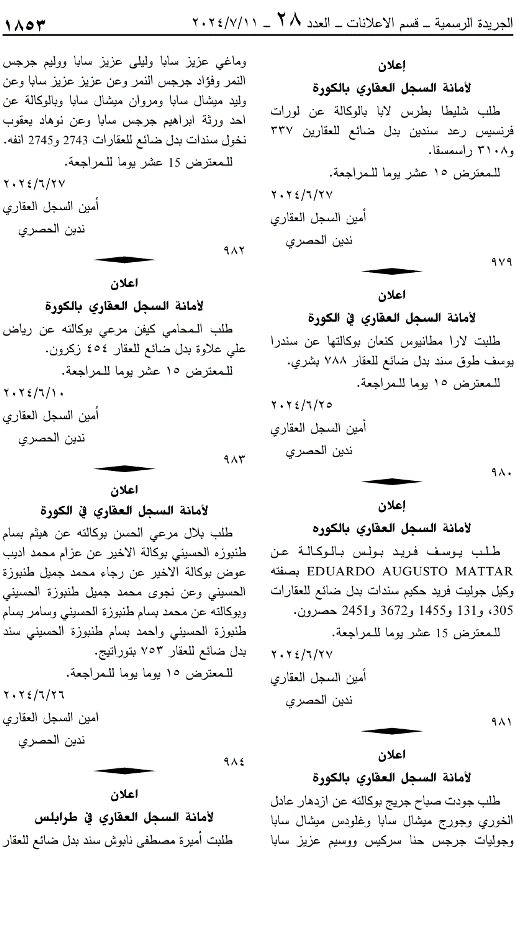 الجريدة الرسمية ــ قسم الاعلانات ــ العدد ٢٨ ــ ٢٠٢٤/٧/١١
١٨٥٣
إعلان
لأمانة السجل العقاري بالكورة
طلب شليطا بطرس لابا بالوكالة عن لورات
فرنسيس رعد سندين بدل ضائع للعقارين ٣٣٧
و٣١٠٨ راسمسقا.
للمعترض ١٥ عشر يوما للمراجعة.
٢٠٢٤/٦/٢٧
أمين السجل العقاري
ندين الحصري
٩٧٩
اعلان
لأمانة السجل العقاري في الكورة
طلبت لارا مطانيوس كنعان بوكالتها عن سندرا
يوسف طوق سند بدل ضائع للعقار ٧٨٨ بشري.
للمعترض ١٥ يوما للمراجعة.
٢٠٢٤/٦/٢٥
أمين السجل العقاري
ندين الحصري
٩٨٠
إعلان
لأمانة السجل العقاري بالكوره
طلب يوسف فريد بولس بالوكالة عن
EDUARDO AUGUSTO MATTAR بصفته
وكيل جوليت فريد حكيم سندات بدل ضائع للعقارات
305، و131 و1455 و3672 و2451 حصرون.
للمعترض 15 عشر يوما للمراجعة.
٢٠٢٤/٦/٢٧
أمين السجل العقاري
ندين الحصري
٩٨١
اعلان
لأمانة السجل العقاري بالكورة
طلب جودت صباح جريج بوكالته عن ازدهار عادل
الخوري وجورج ميشال سابا وغلودس ميشال سابا
وجوليات جرجس حنا سركيس ووسيم عزيز سابا
وماغي عزيز سابا وليلى عزيز سابا ووليم جرجس
النمر وفؤاد جرجس النمر وعن عزيز عزيز سابا وعن
وليد ميشال سابا ومروان ميشال سابا وبالوكالة عن
احد ورثة ابراهيم جرجس سابا وعن نوهاد يعقوب
نخول سندات بدل ضائع للعقارات 2743 و2745 انفه.
للمعترض 15 عشر يوما للمراجعة.
٢٠٢٤/٦/٢٧
أمين السجل العقاري
ندين الحصري
٩٨٢
اعلان
لأمانة السجل العقاري بالكورة
طلب المحامي كيفن مرعي بوكالته عن رياض
علي علاوة بدل ضائع للعقار ٤٥٤ زكرون.
للمعترض ١٥ عشر يوما للمراجعة.
٢٠٢٤/٦/١٠
أمين السجل العقاري
ندين الحصري
٩٨٣
اعلان
لأمانة السجل العقاري في الكورة
طلب بلال مرعي الحسن بوكالته عن هيثم بسام
طنبوزه الحسيني بوكالة الاخير عن عزام محمد اديب
عوض بوكالة الاخير عن رجاء محمد جميل طنبوزة
الحسيني وعن نجوى محمد جميل طنبوزة الحسيني
وبوكالته عن محمد بسام طنبوزة الحسيني وسامر بسام
طنبوزة الحسيني واحمد بسام طنبوزة الحسيني سند
بدل ضائع للعقار ٧٥٣ بتوراتيج.
للمعترض ١٥ يوما يوما للمراجعة.
٢٠٢٤/٦/٢٦
امين السجل العقاري
ندين الحصري
٩٨٤
اعلان
لأمانة السجل العقاري في طرابلس
طلبت أميرة مصطفى نابوش سند بدل ضائع للعقار